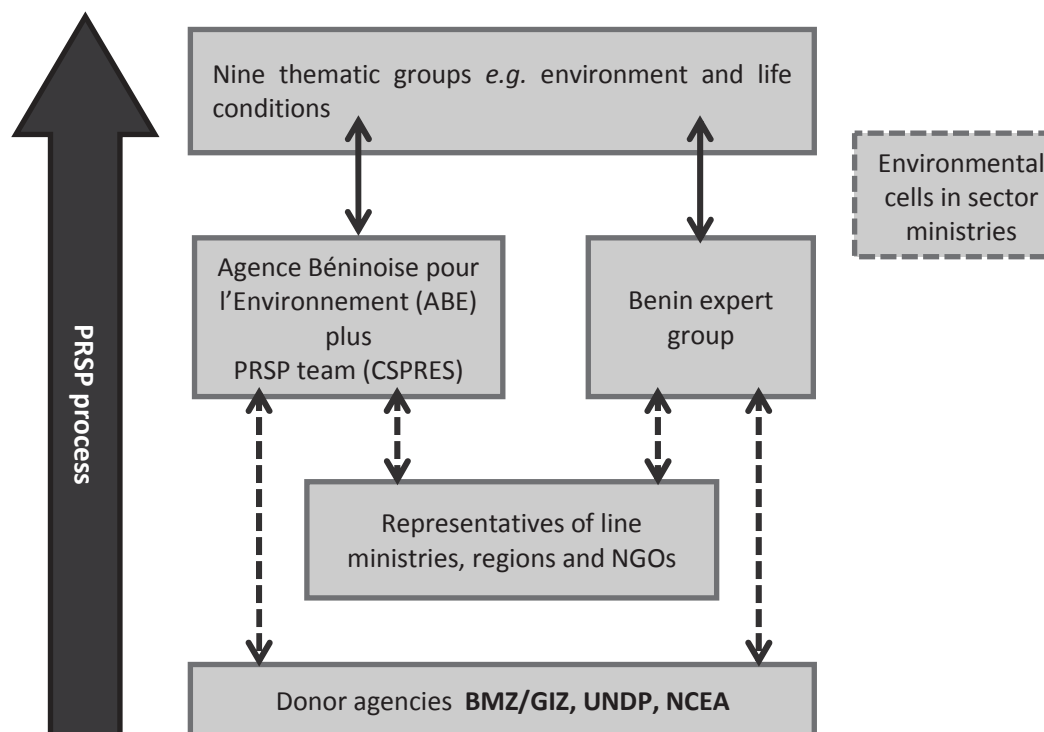 Nine thematic groups e.g. environment and life
conditions
Environmental
cells in sector
ministries
Agence Béninoise pour
l’Environnement (ABE)
plus
PRSP team (CSPRES)
Benin expert
group
PRSP process
Representatives of line
ministries, regions and NGOs
Donor agencies BMZ/GIZ, UNDP, NCEA